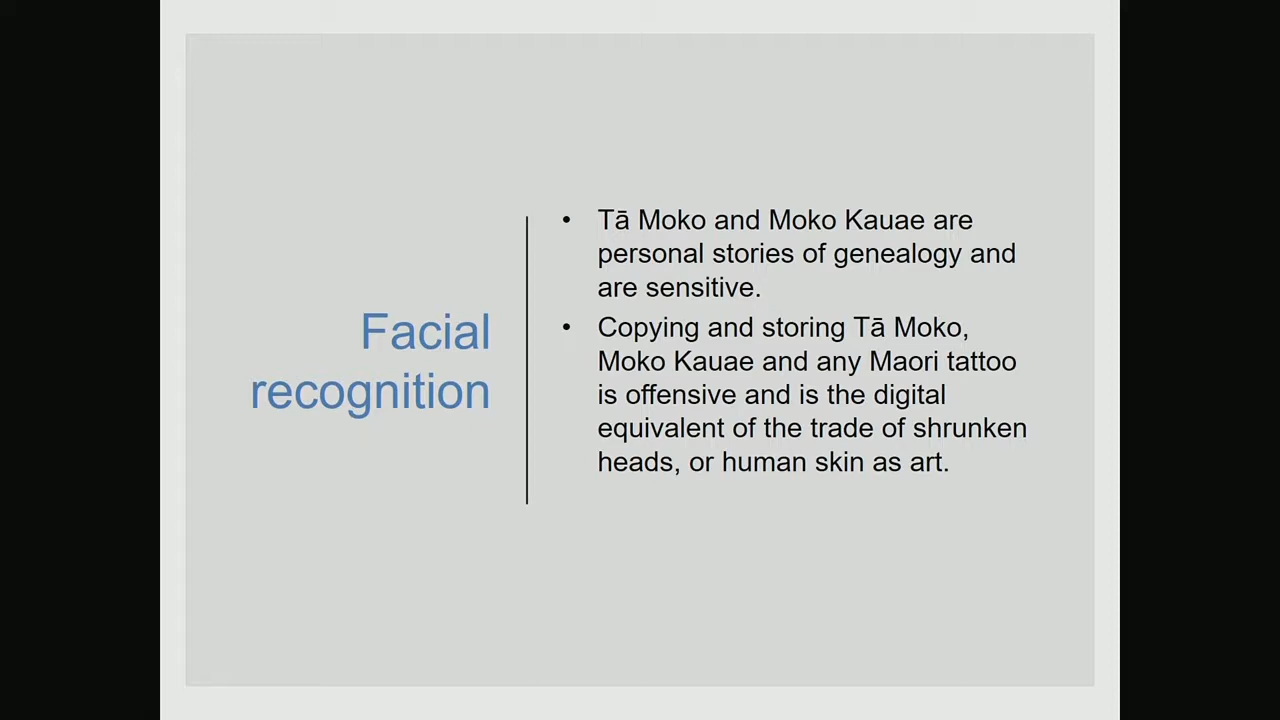 Facial
recognition
• Tā Moko and Moko Kauae are
personal stories of genealogy and
are sensitive.
• Copying and storing Tā Moko,
Moko Kauae and any Maori tattoo
is offensive and is the digital
equivalent of the trade of shrunken
heads, or human skin as art.